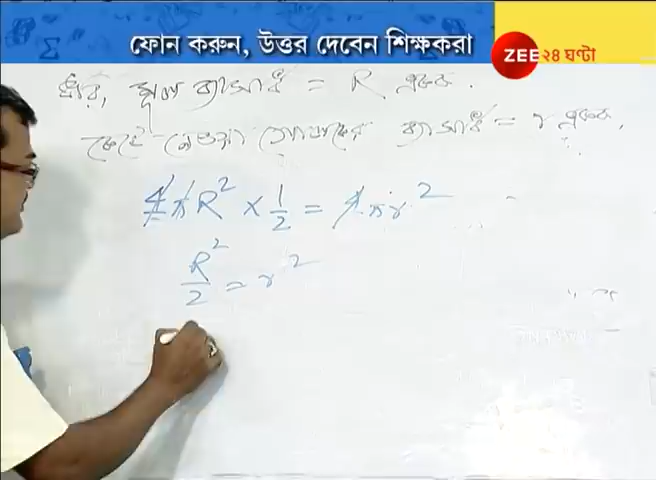 ফোন করুন, উত্তর দেবেন শিক্ষকরা
ZEE ২৪ ঘণ্টা
ধরি, মূল ব্যাসার্ধ = R একক.
কেটে নেওয়া গোলকের ব্যাসার্ধ = r একক.
4πR² × 1/2 = 4πr²
R²/2 = r²